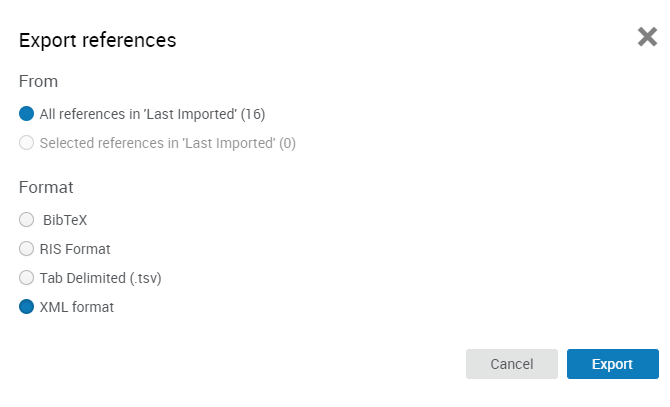 Export references
From
All references in 'Last Imported' (16)
Selected references in 'Last Imported' (0)
Format
BibTeX
RIS Format
Tab Delimited (.tsv)
XML format
Cancel
Export